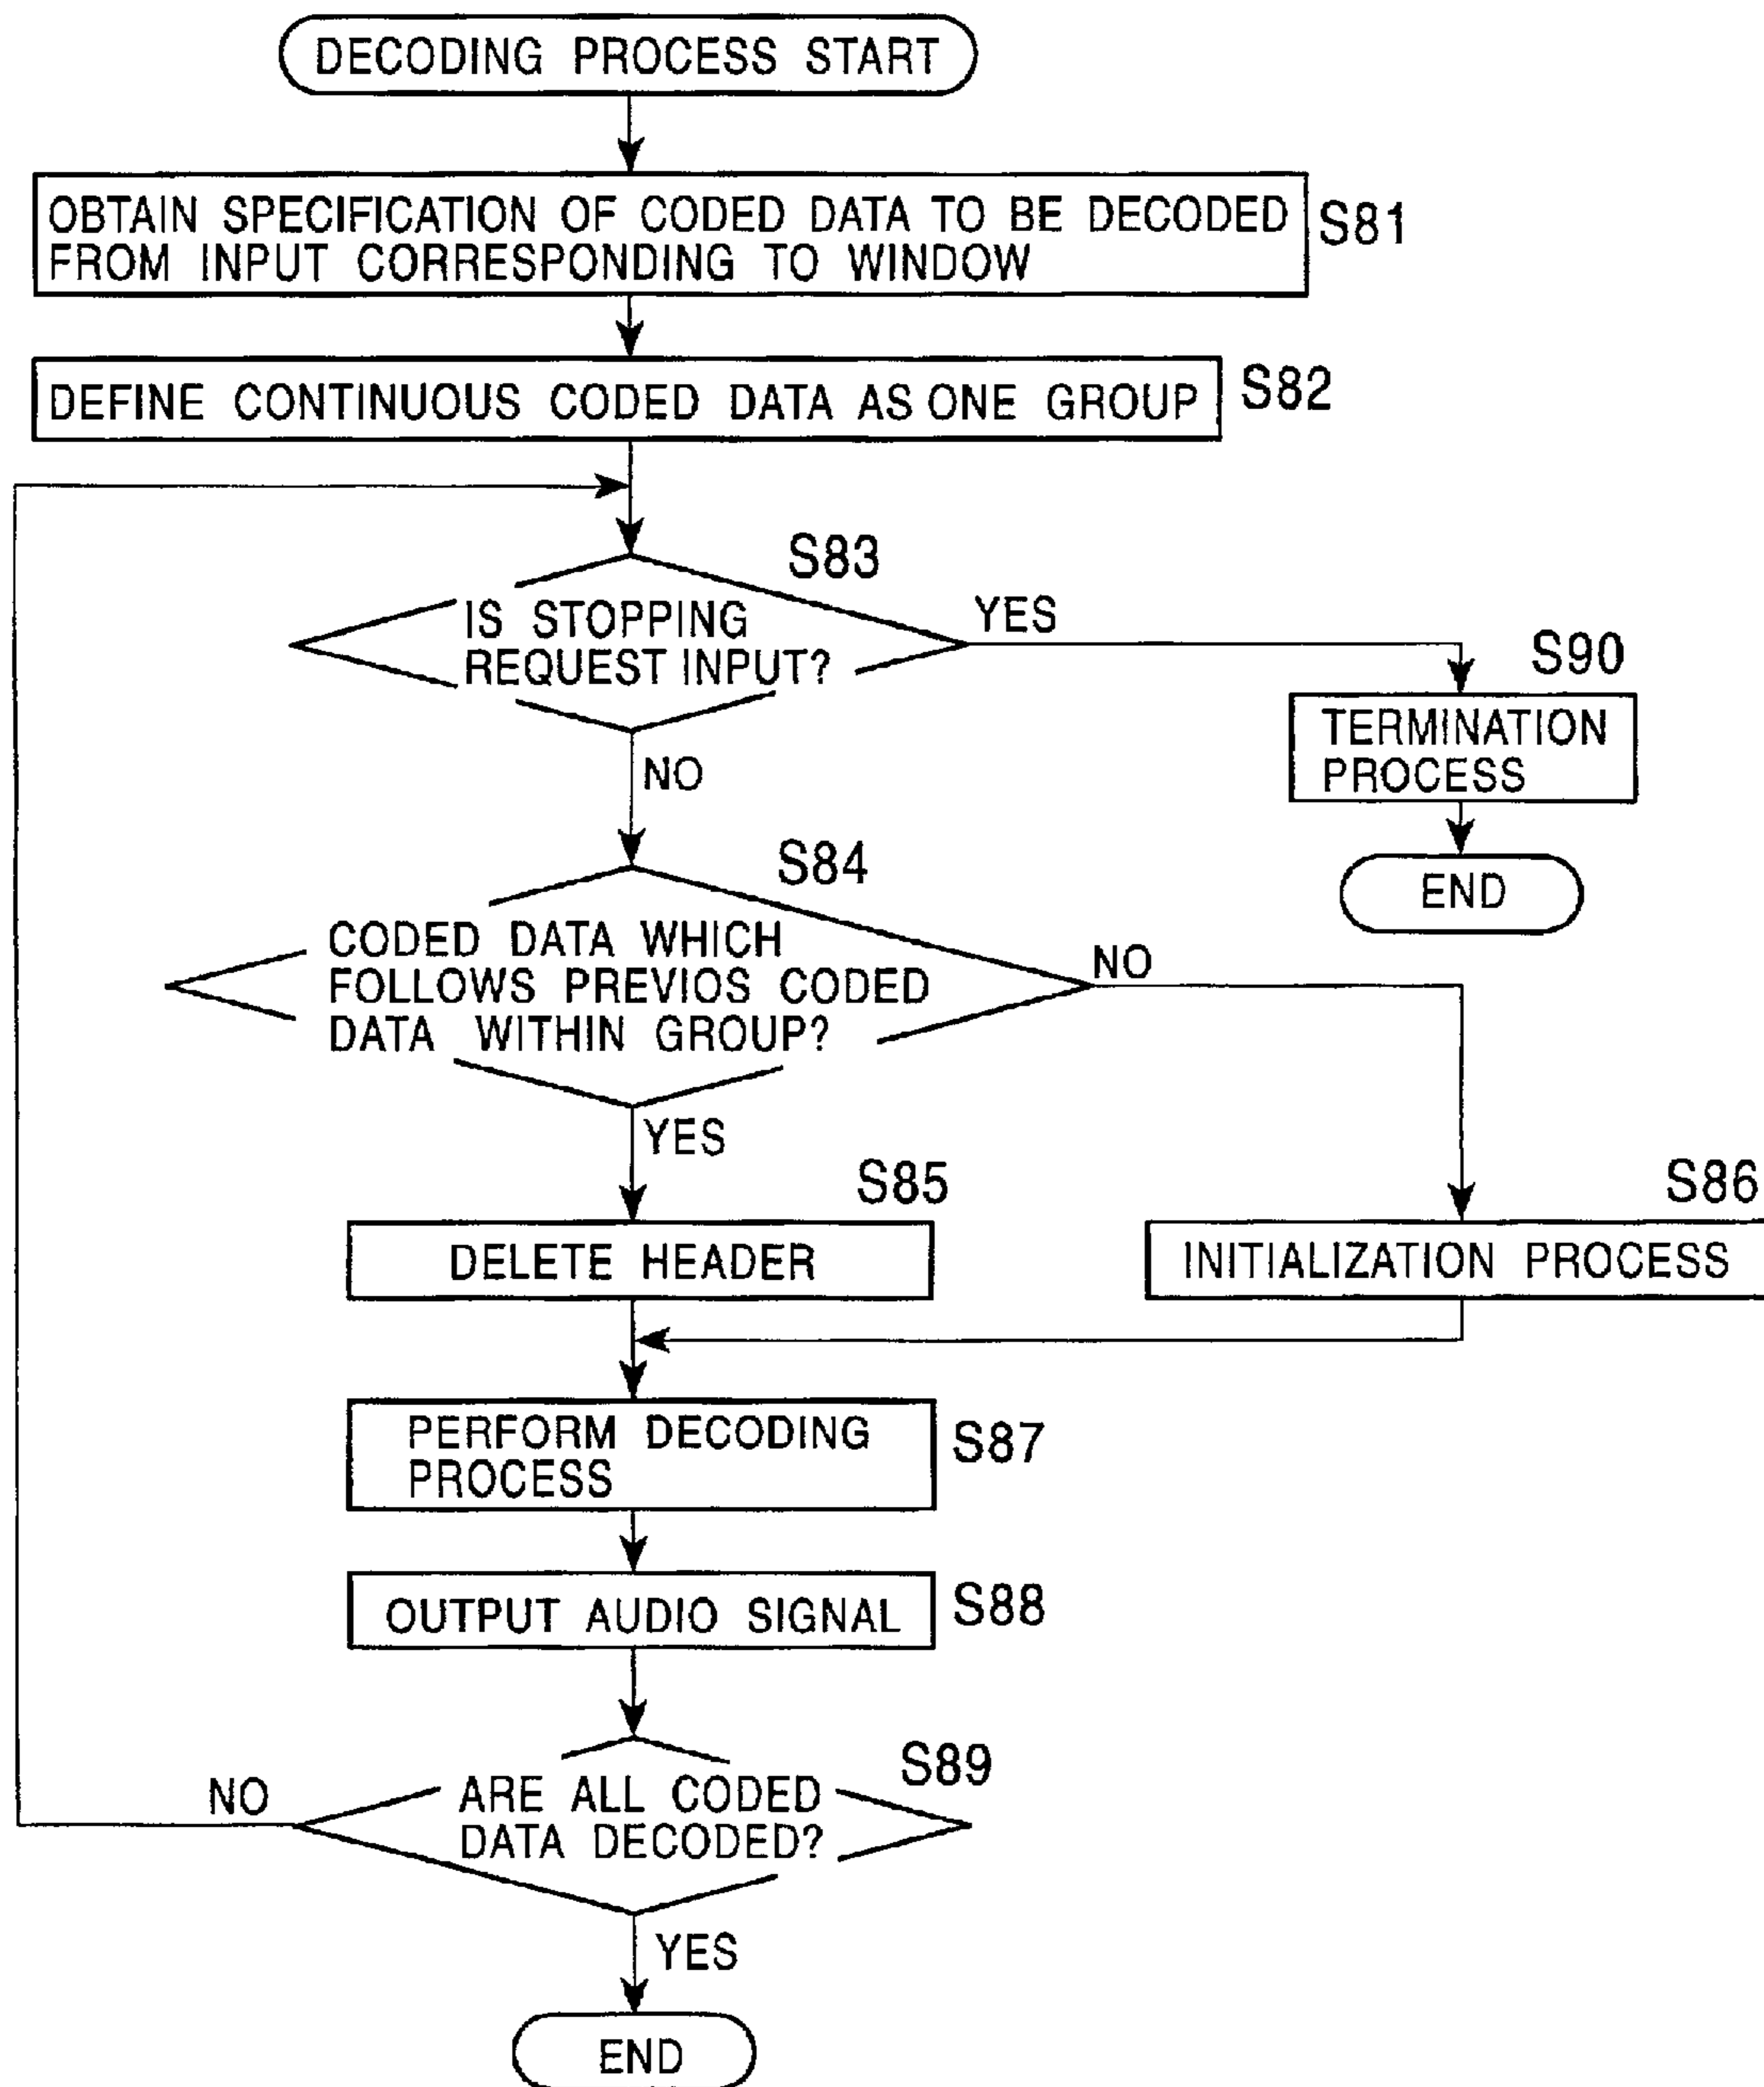 DECODING PROCESS START
OBTAIN SPECIFICATION OF CODED DATA TO BE DECODED
FROM INPUT CORRESPONDING TO WINDOW
S81
DEFINE CONTINUOUS CODED DATA AS ONE GROUP
S82
S83
IS STOPPING
REQUEST INPUT?
YES
S90
TERMINATION
PROCESS
NO
END
S84
CODED DATA WHICH
FOLLOWS PREVIOS CODED
DATA WITHIN GROUP?
NO
YES
S85
S86
DELETE HEADER
INITIALIZATION PROCESS
PERFORM DECODING
PROCESS
S87
OUTPUT AUDIO SIGNAL
S88
S89
NO
ARE ALL CODED
DATA DECODED?
YES
END